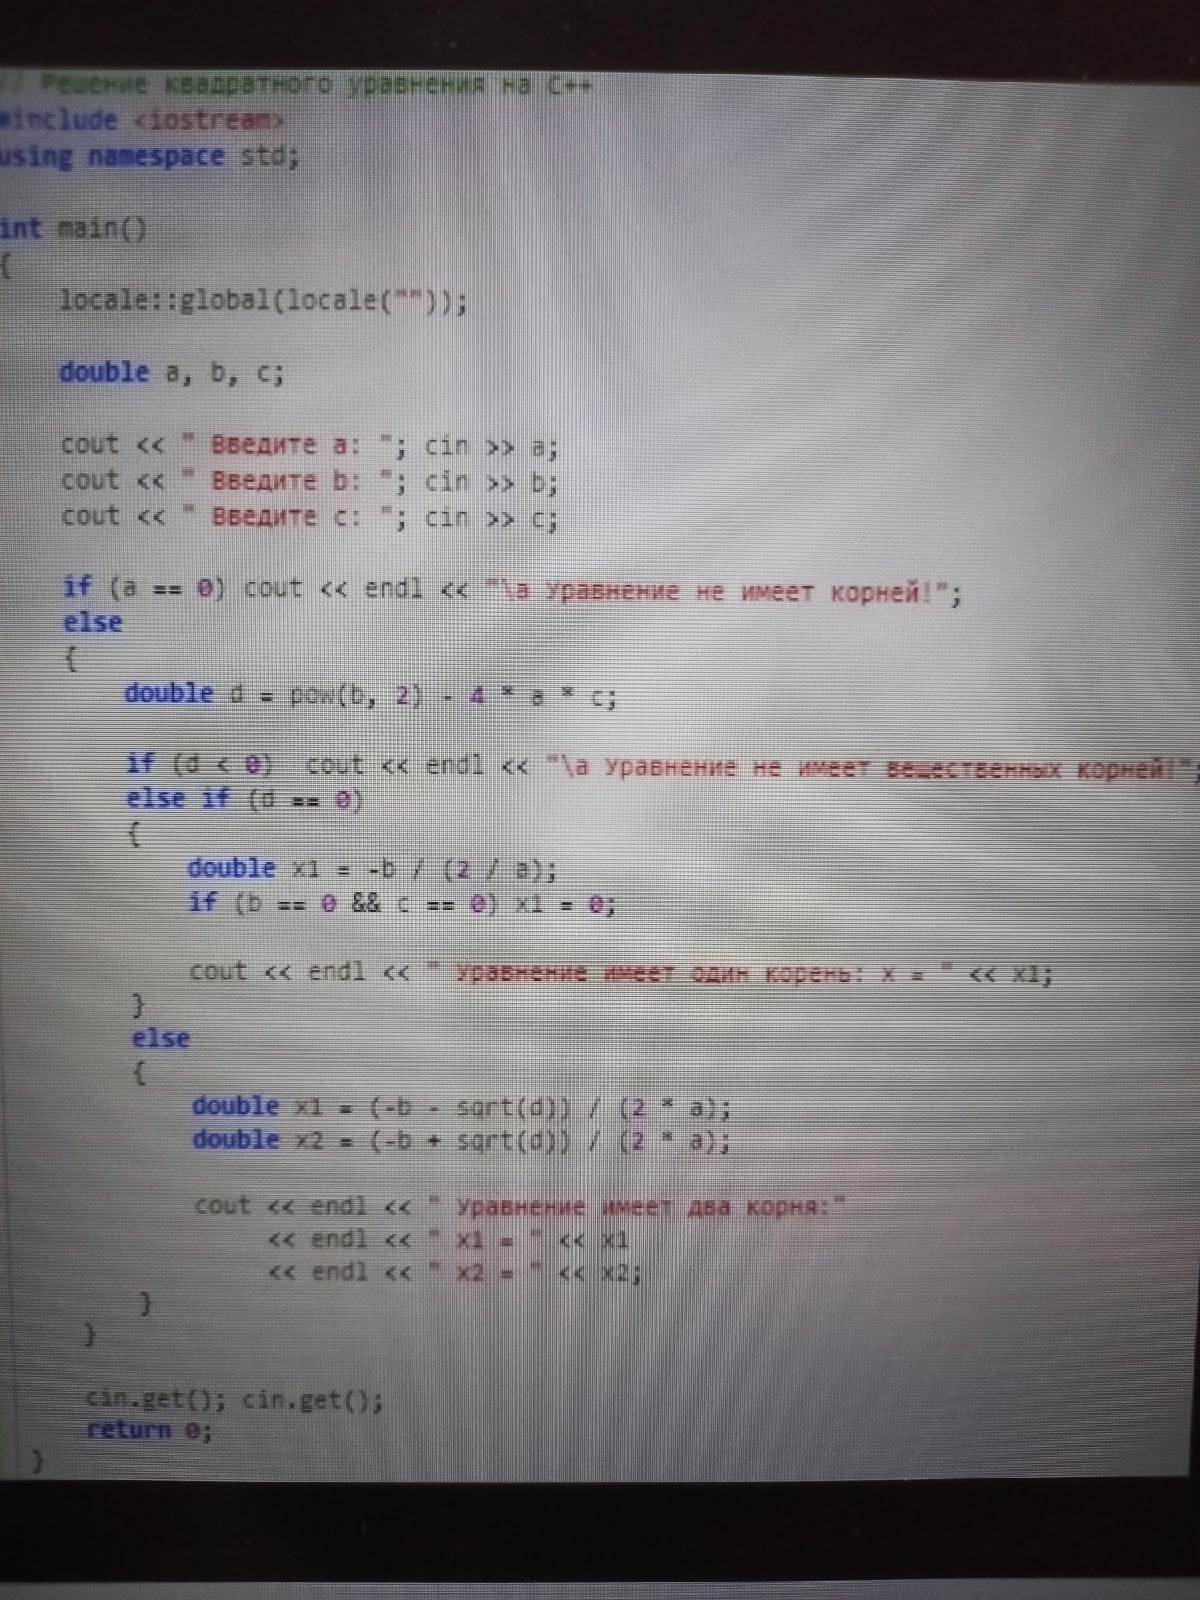 // Решение квадратного уравнения на C++
#include <iostream>
using namespace std;
int main()
{
locale::global(locale(""));
double a, b, c;
cout << " Введите a: "; cin >> a;
cout << " Введите b: "; cin >> b;
cout << " Введите c: "; cin >> c;
if (a == 0) cout << endl << "\a Уравнение не имеет корней!";
else
{
double d = pow(b, 2) - 4 * a * c;
if (d < 0)  cout << endl << "\a Уравнение не имеет вещественных корней!";
else if (d == 0)
{
double x1 = -b / (2 / a);
if (b == 0 && c == 0) x1 = 0;
cout << endl << " Уравнение имеет один корень: x = " << x1;
}
else
{
double x1 = (-b - sqrt(d)) / (2 * a);
double x2 = (-b + sqrt(d)) / (2 * a);
cout << endl << " Уравнение имеет два корня:"
<< endl << " x1 = " << x1
<< endl << " x2 = " << x2;
}
}
cin.get(); cin.get();
return 0;
}